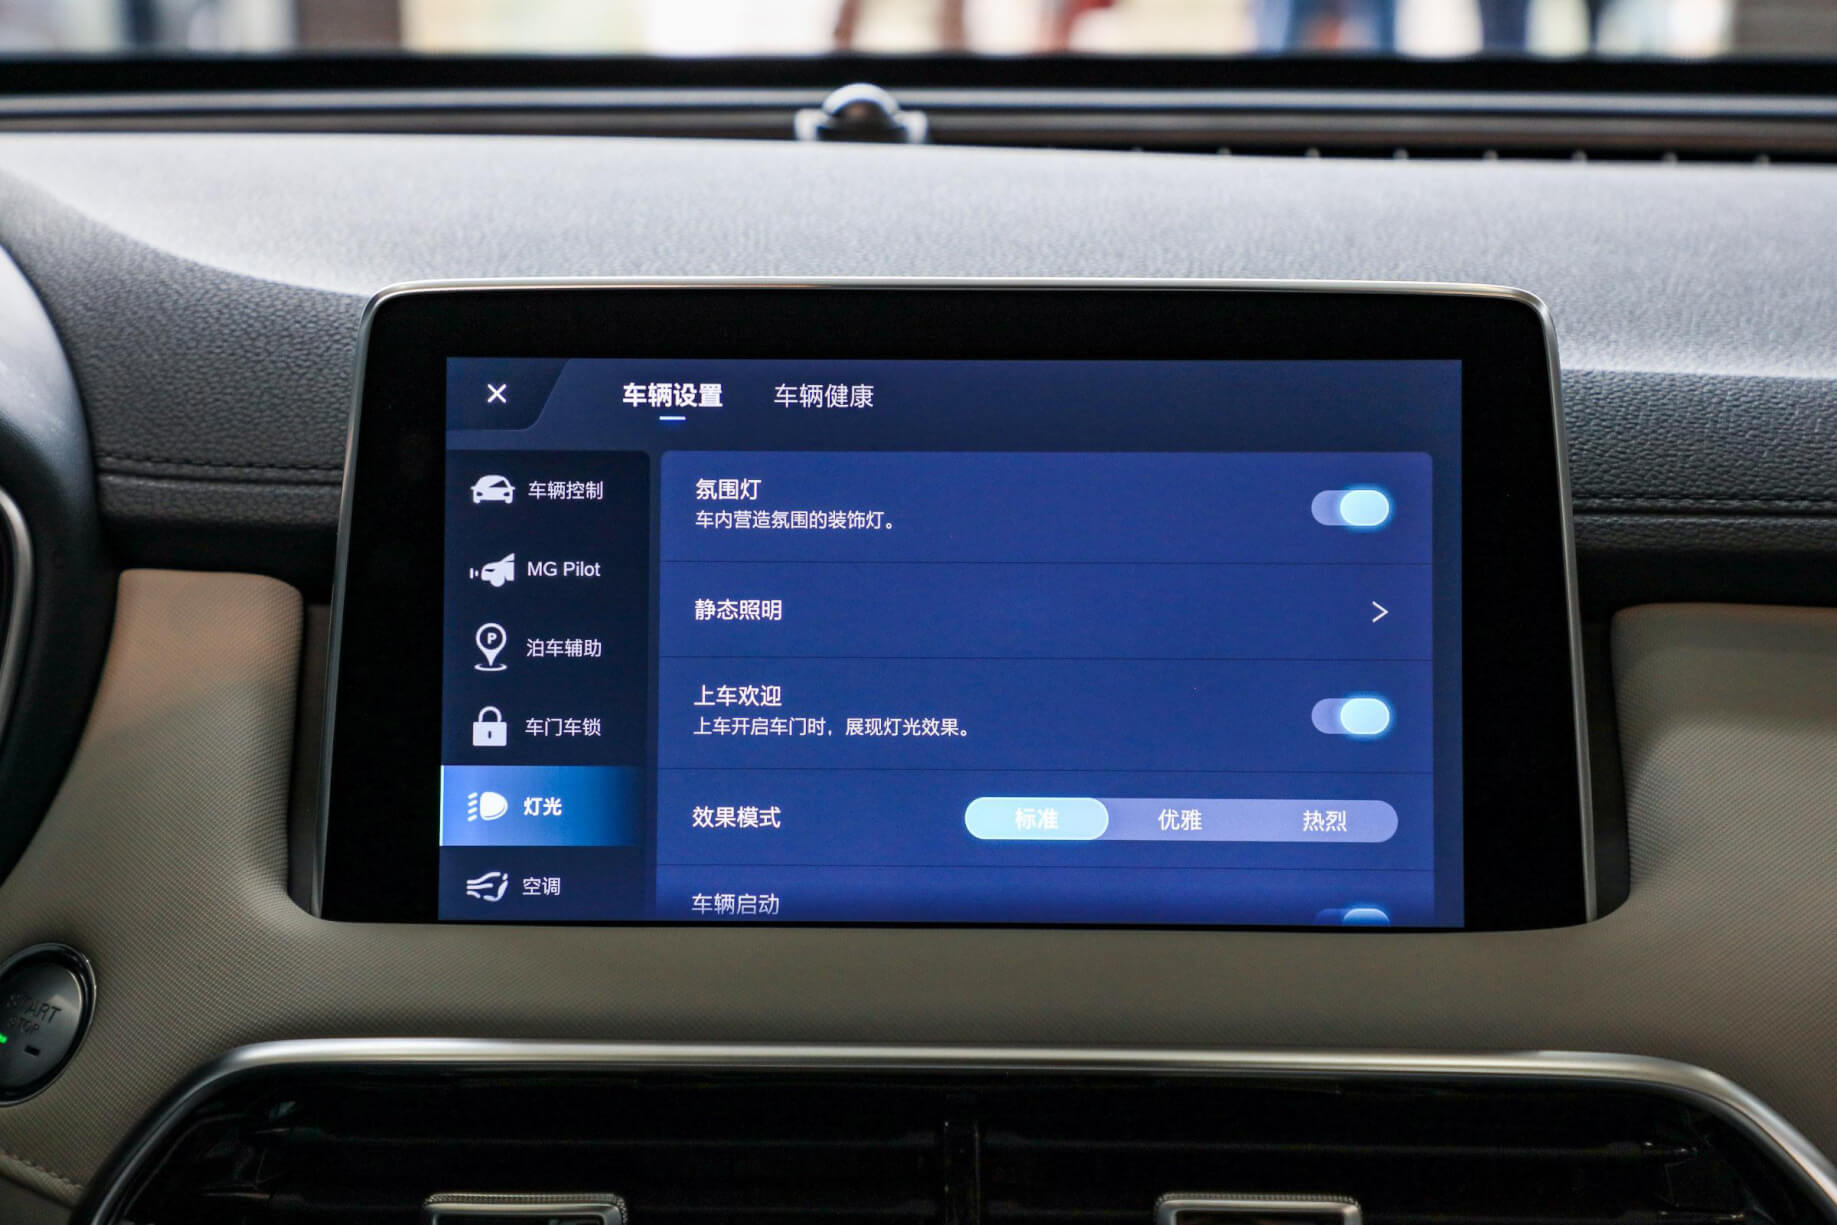 车辆设置 车辆健康
车辆控制
MG Pilot
泊车辅助
车门车锁
灯光
空调
氛围灯
车内营造氛围的装饰灯。
静态照明
上车欢迎
上车开启车门时，展现灯光效果。
效果模式 标准 优雅 热烈
车辆启动
START
STOP